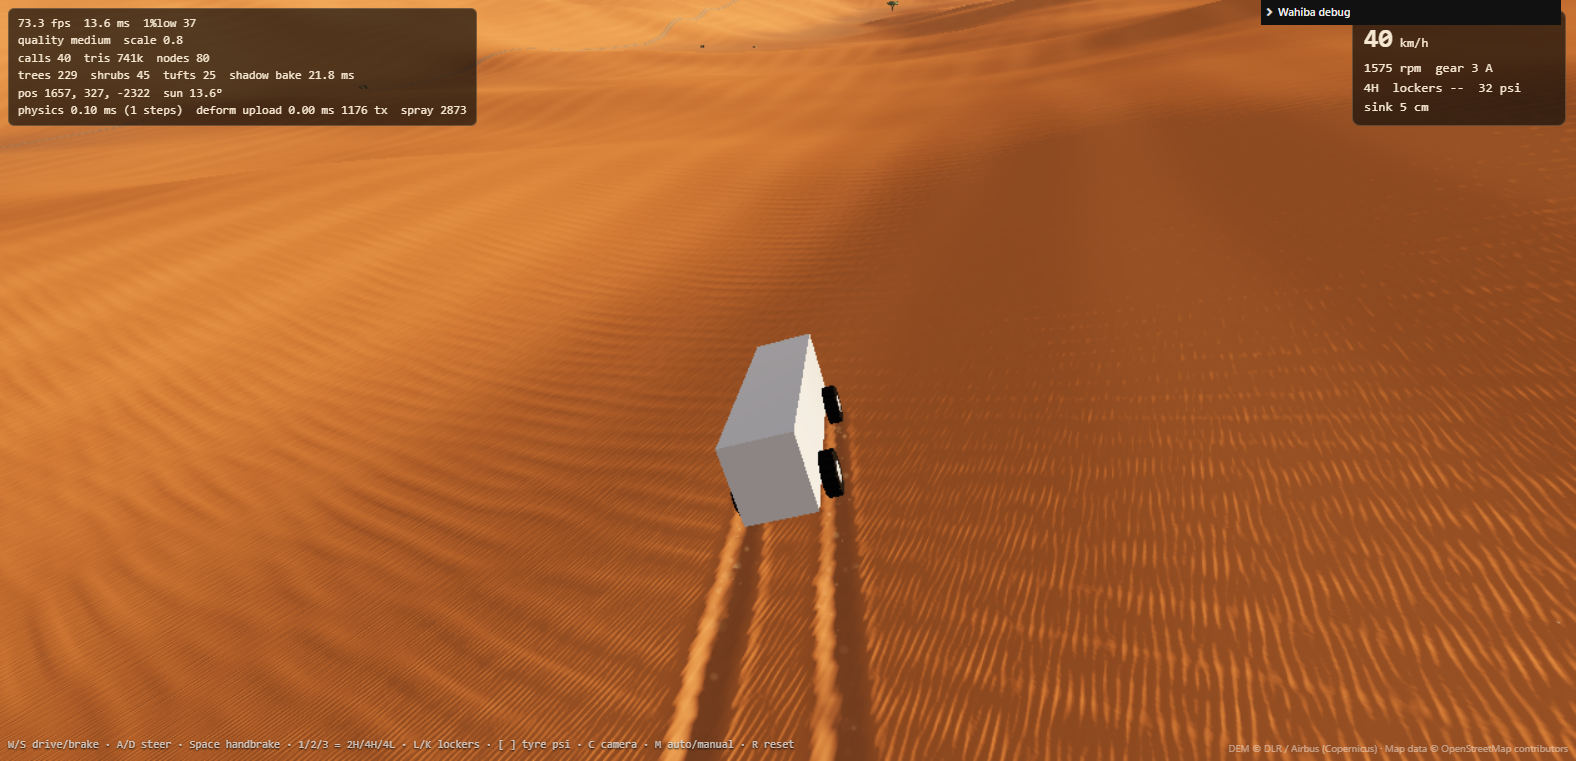 73.3 fps  13.6 ms  1%low 37
quality medium  scale 0.8
calls 40  tris 741k  nodes 80
trees 229  shrubs 45  tufts 25  shadow bake 21.8 ms
pos 1657, 327, -2322  sun 13.6°
physics 0.10 ms (1 steps)  deform upload 0.00 ms 1176 tx  spray 2873
Wahiba debug
40 km/h
1575 rpm  gear 3 A
4H  lockers --  32 psi
sink 5 cm
W/S drive/brake · A/D steer · Space handbrake · 1/2/3 = 2H/4H/4L · L/K lockers · [ ] tyre psi · C camera · M auto/manual · R reset
DEM © DLR / Airbus (Copernicus) · Map data © OpenStreetMap contributors